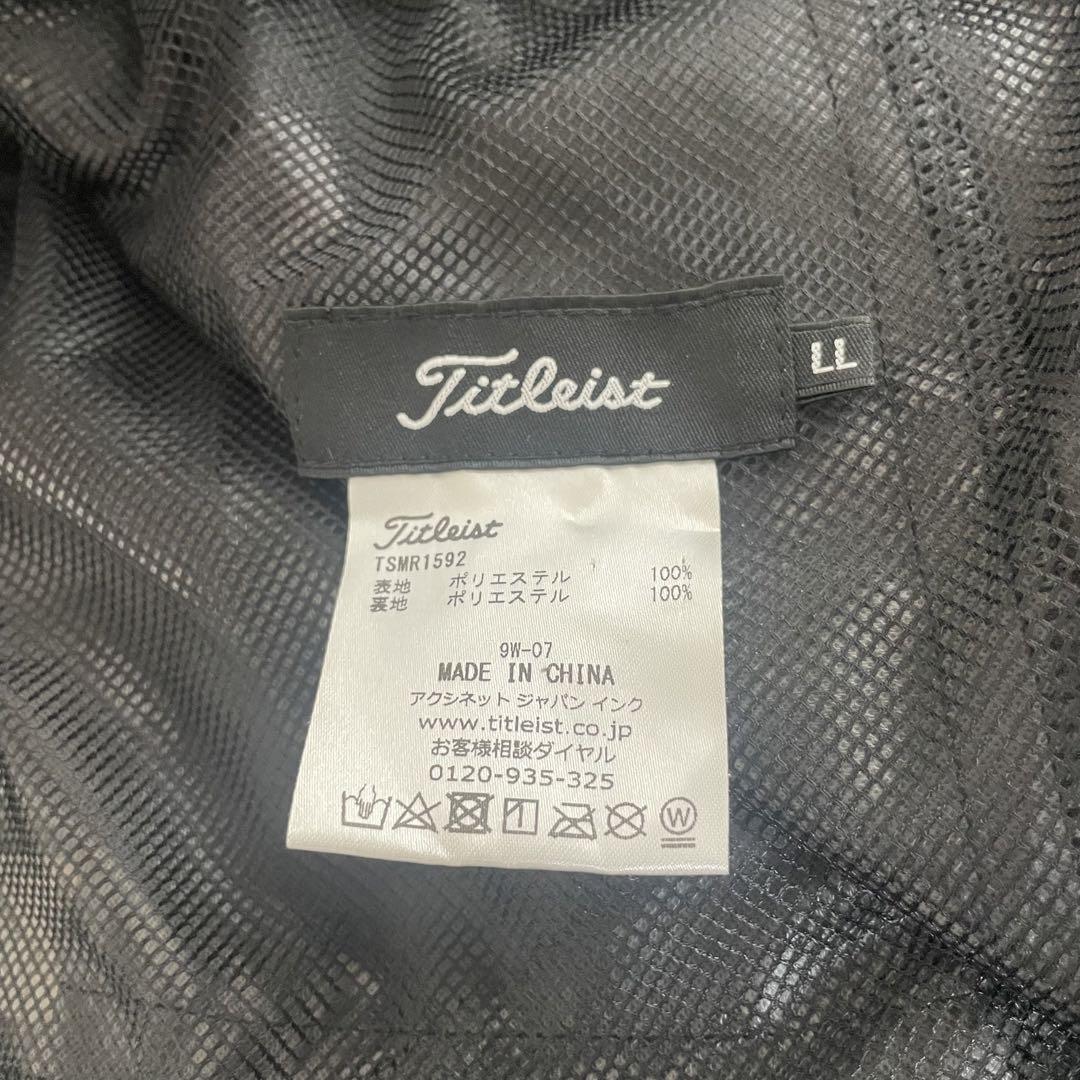 Titleist
LL
Titleist
TSMR1592
表地 ポリエステル 100%
裏地 ポリエステル 100%
9W-07
MADE IN CHINA
アクシネット ジャパン インク
www.titleist.co.jp
お客様相談ダイヤル
0120-935-325
W